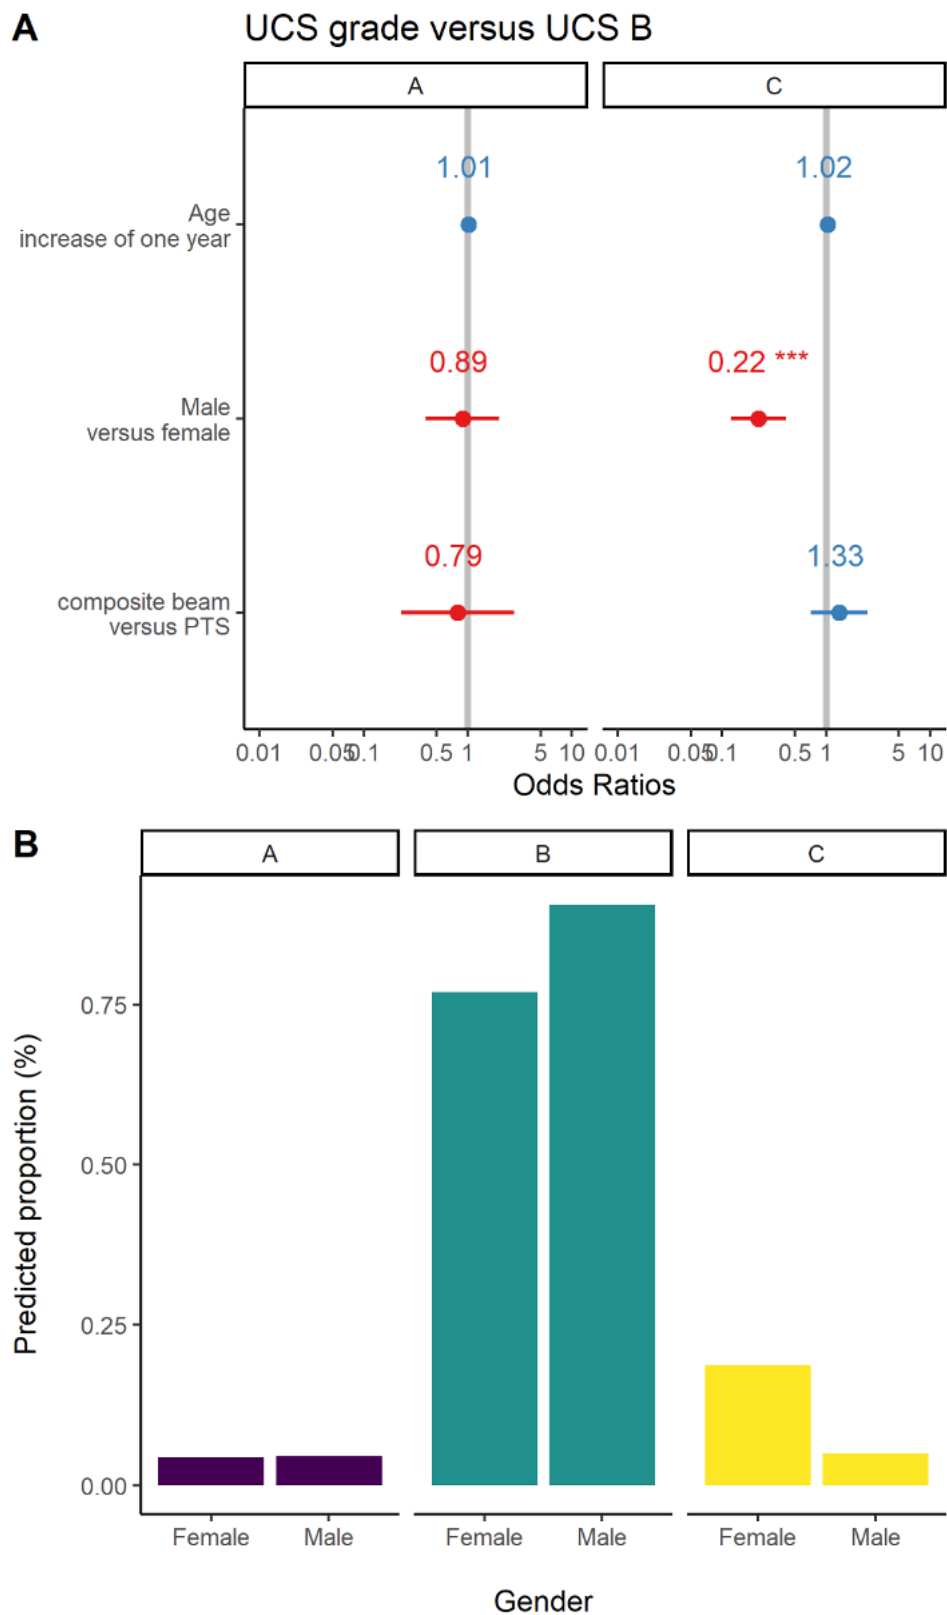 A
UCS grade versus UCS B
A
C
1.01
1.02
Age
increase of one year
0.89
0.22 ***
Male
versus female
0.79
1.33
composite beam
versus PTS
0.01 0.05 0.1 0.5 1 5 10 0.01 0.05 0.1 0.5 1 5 10
Odds Ratios
B
A
B
C
Predicted proportion (%)
0.75
0.50
0.25
0.00
Female Male Female Male Female Male
Gender